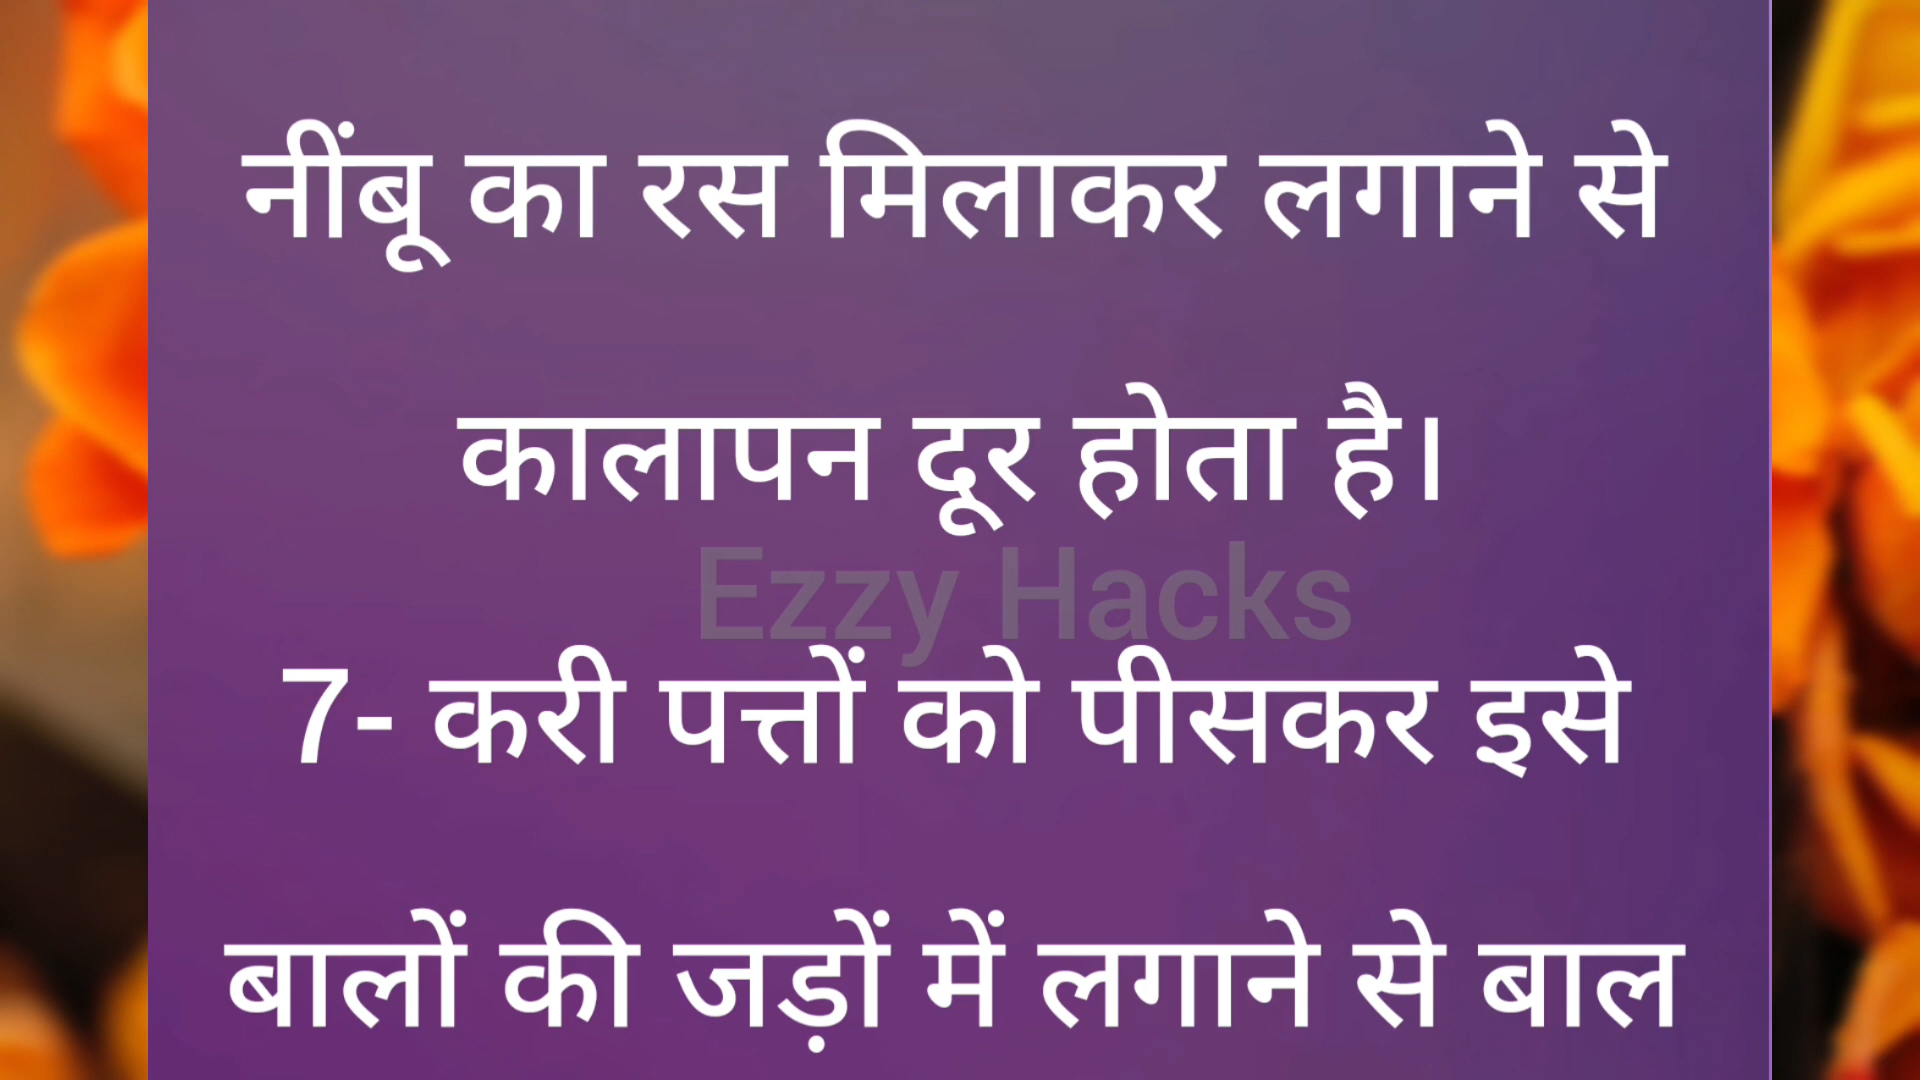 नींबू का रस मिलाकर लगाने से
कालापन दूर होता है।
Ezzy Hacks
7- करी पत्तों को पीसकर इसे
बालों की जड़ों में लगाने से बाल